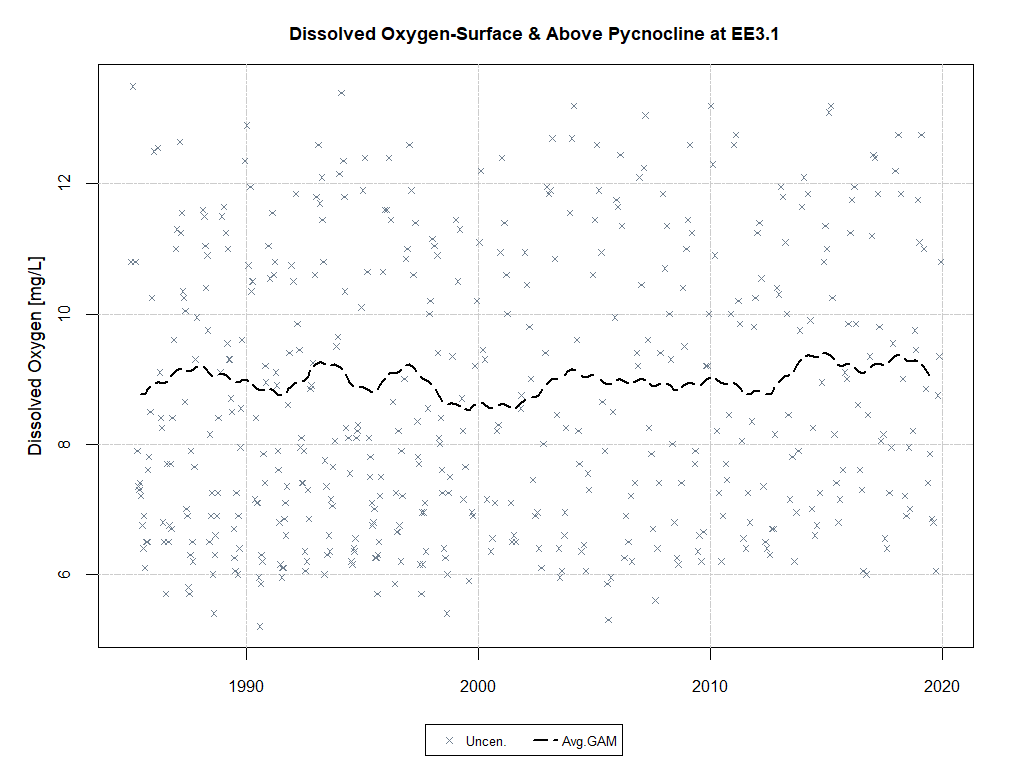 Dissolved Oxygen-Surface & Above Pycnocline at EE3.1
Dissolved Oxygen [mg/L]
12
10
8
6
1990 2000 2010 2020
Uncen. Avg.GAM